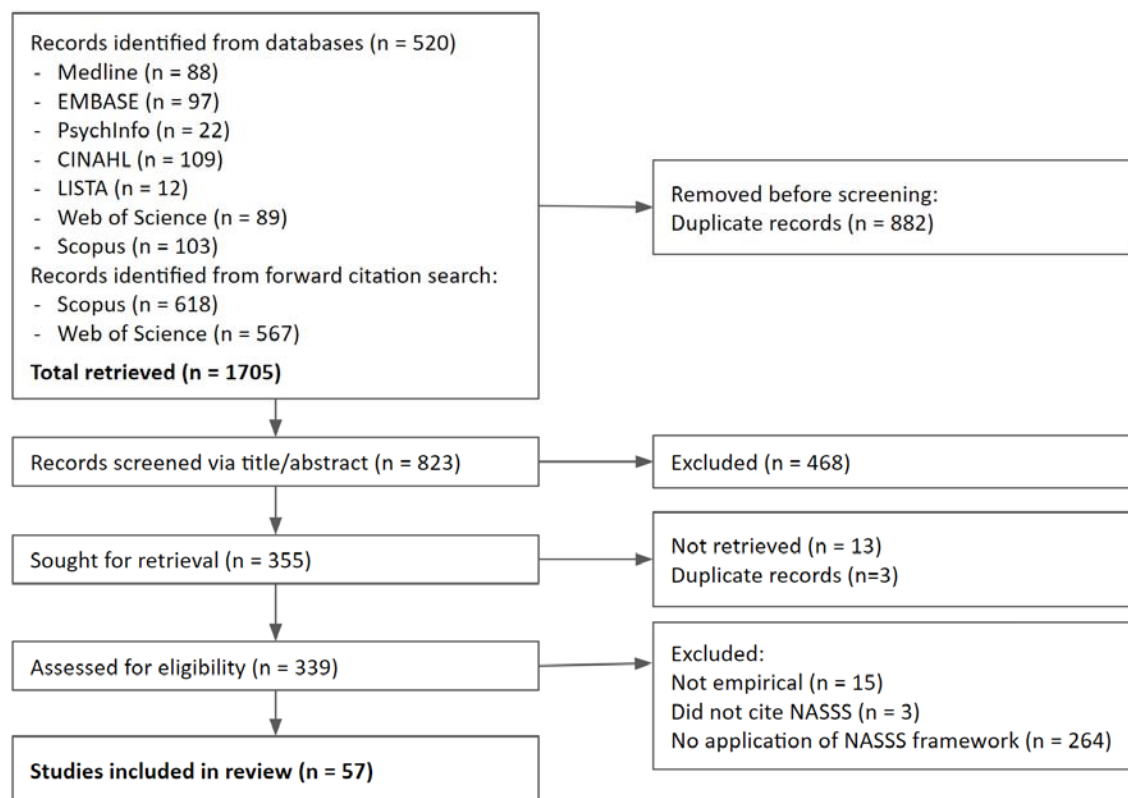 Records identified from databases (n = 520)
- Medline (n = 88)
- EMBASE (n = 97)
- PsychInfo (n = 22)
- CINAHL (n = 109)
- LISTA (n = 12)
- Web of Science (n = 89)
- Scopus (n = 103)
Records identified from forward citation search:
- Scopus (n = 618)
- Web of Science (n = 567)
Total retrieved (n = 1705)
Removed before screening:
Duplicate records (n = 882)
Records screened via title/abstract (n = 823)
Excluded (n = 468)
Sought for retrieval (n = 355)
Not retrieved (n = 13)
Duplicate records (n=3)
Assessed for eligibility (n = 339)
Excluded:
Not empirical (n = 15)
Did not cite NASSS (n = 3)
No application of NASSS framework (n = 264)
Studies included in review (n = 57)